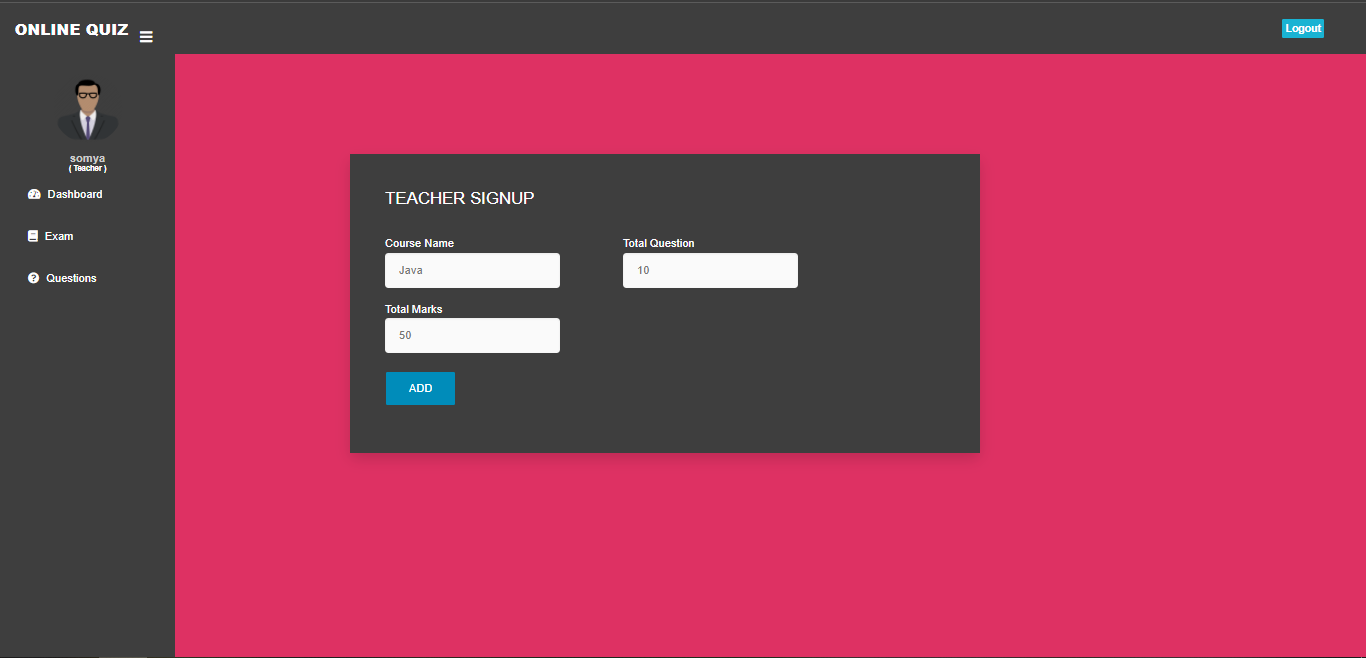 ONLINE QUIZ
Logout
somya
( Teacher )
Dashboard
Exam
Questions
TEACHER SIGNUP
Course Name
Total Question
Java
10
Total Marks
50
ADD